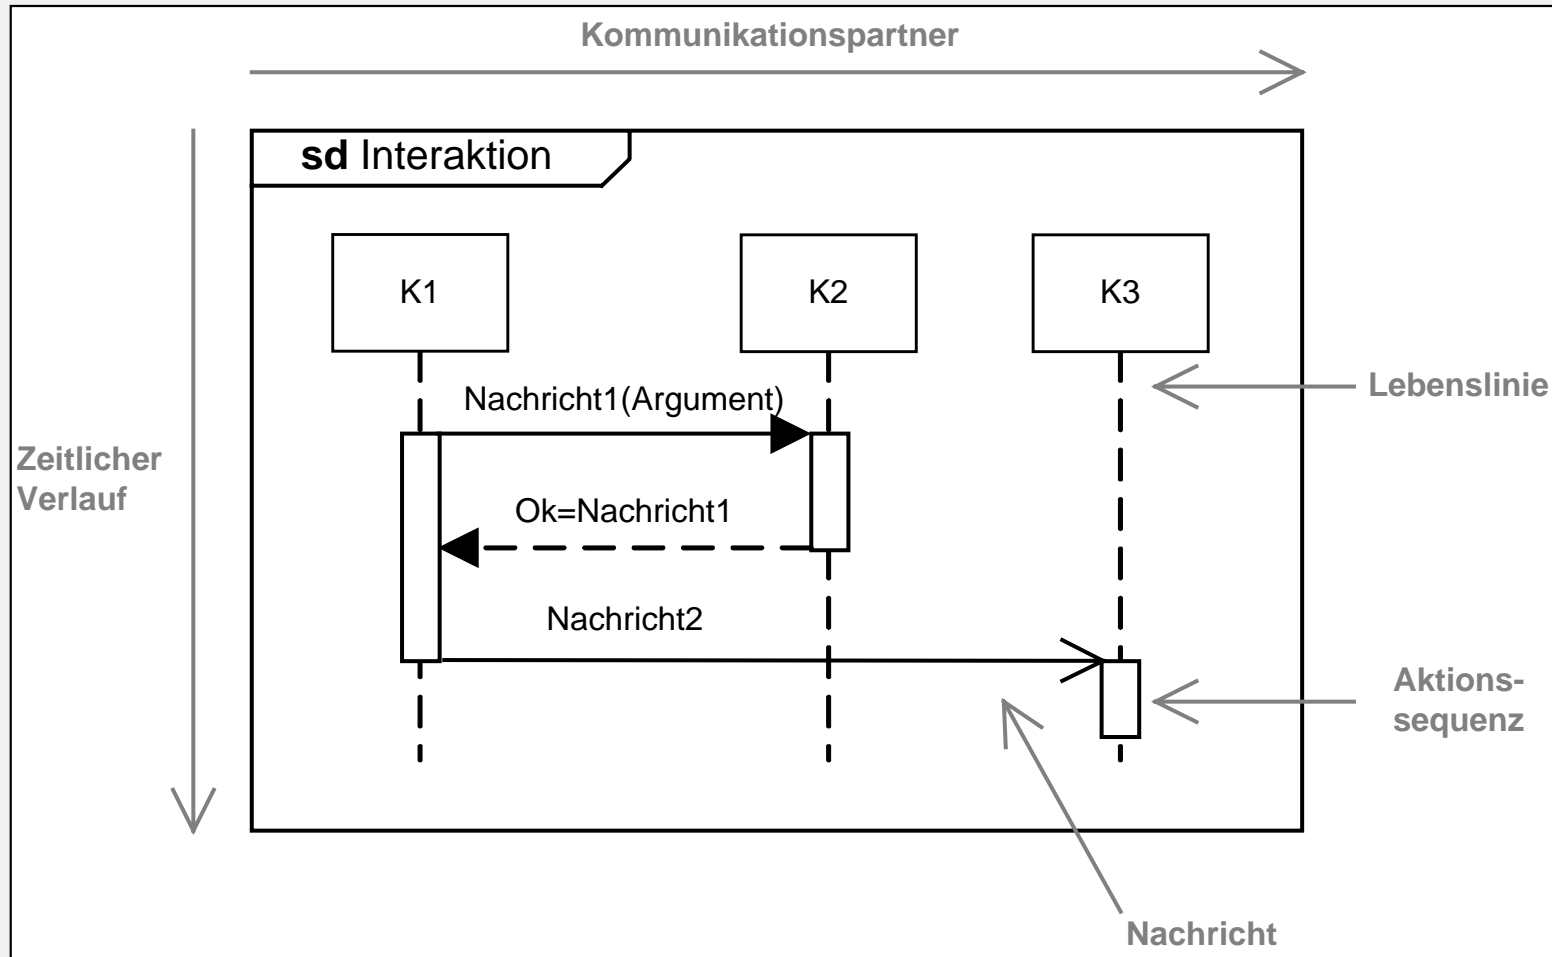 Kommunikationspartner
sd Interaktion
K1
K2
K3
Nachricht1(Argument)
Lebenslinie
Zeitlicher
Verlauf
Ok=Nachricht1
Nachricht2
Aktions-
sequenz
Nachricht